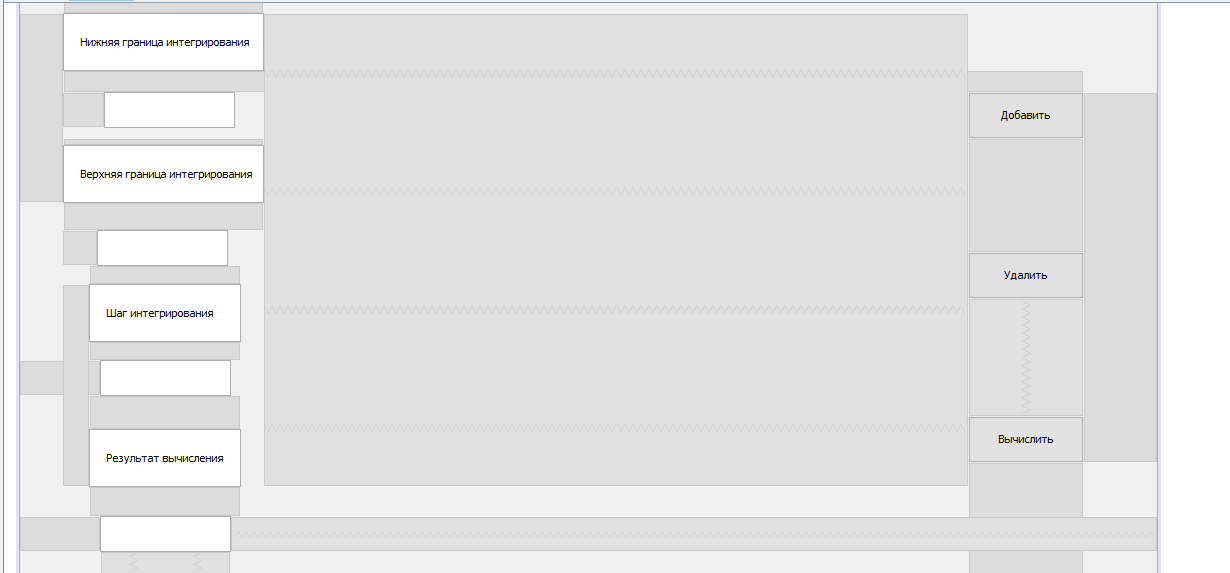 Нижняя граница интегрирования
Добавить
Верхняя граница интегрирования
Удалить
Шаг интегрирования
Вычислить
Результат вычисления